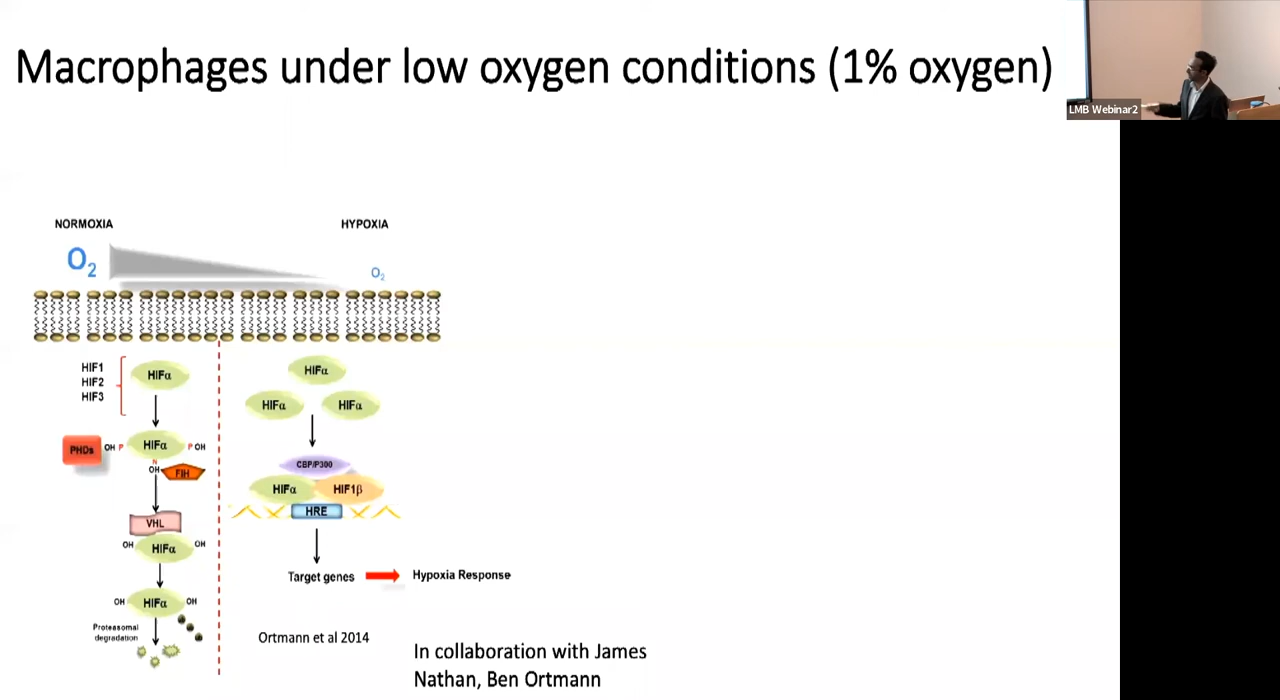 Macrophages under low oxygen conditions (1% oxygen)
LMB Webinar2
NORMOXIA
HYPOXIA
O2
O2
HIF1
HIF2
HIF3
HIFα
HIFα
HIFα
HIFα
PHDs
OH P
HIFα
P OH
N
OH
FIH
CBP/P300
HIFα
HIF1β
HRE
VHL
OH
HIFα
OH
Target genes
Hypoxia Response
OH
HIFα
OH
Proteasomal
degradation
Ortmann et al 2014
In collaboration with James
Nathan, Ben Ortmann